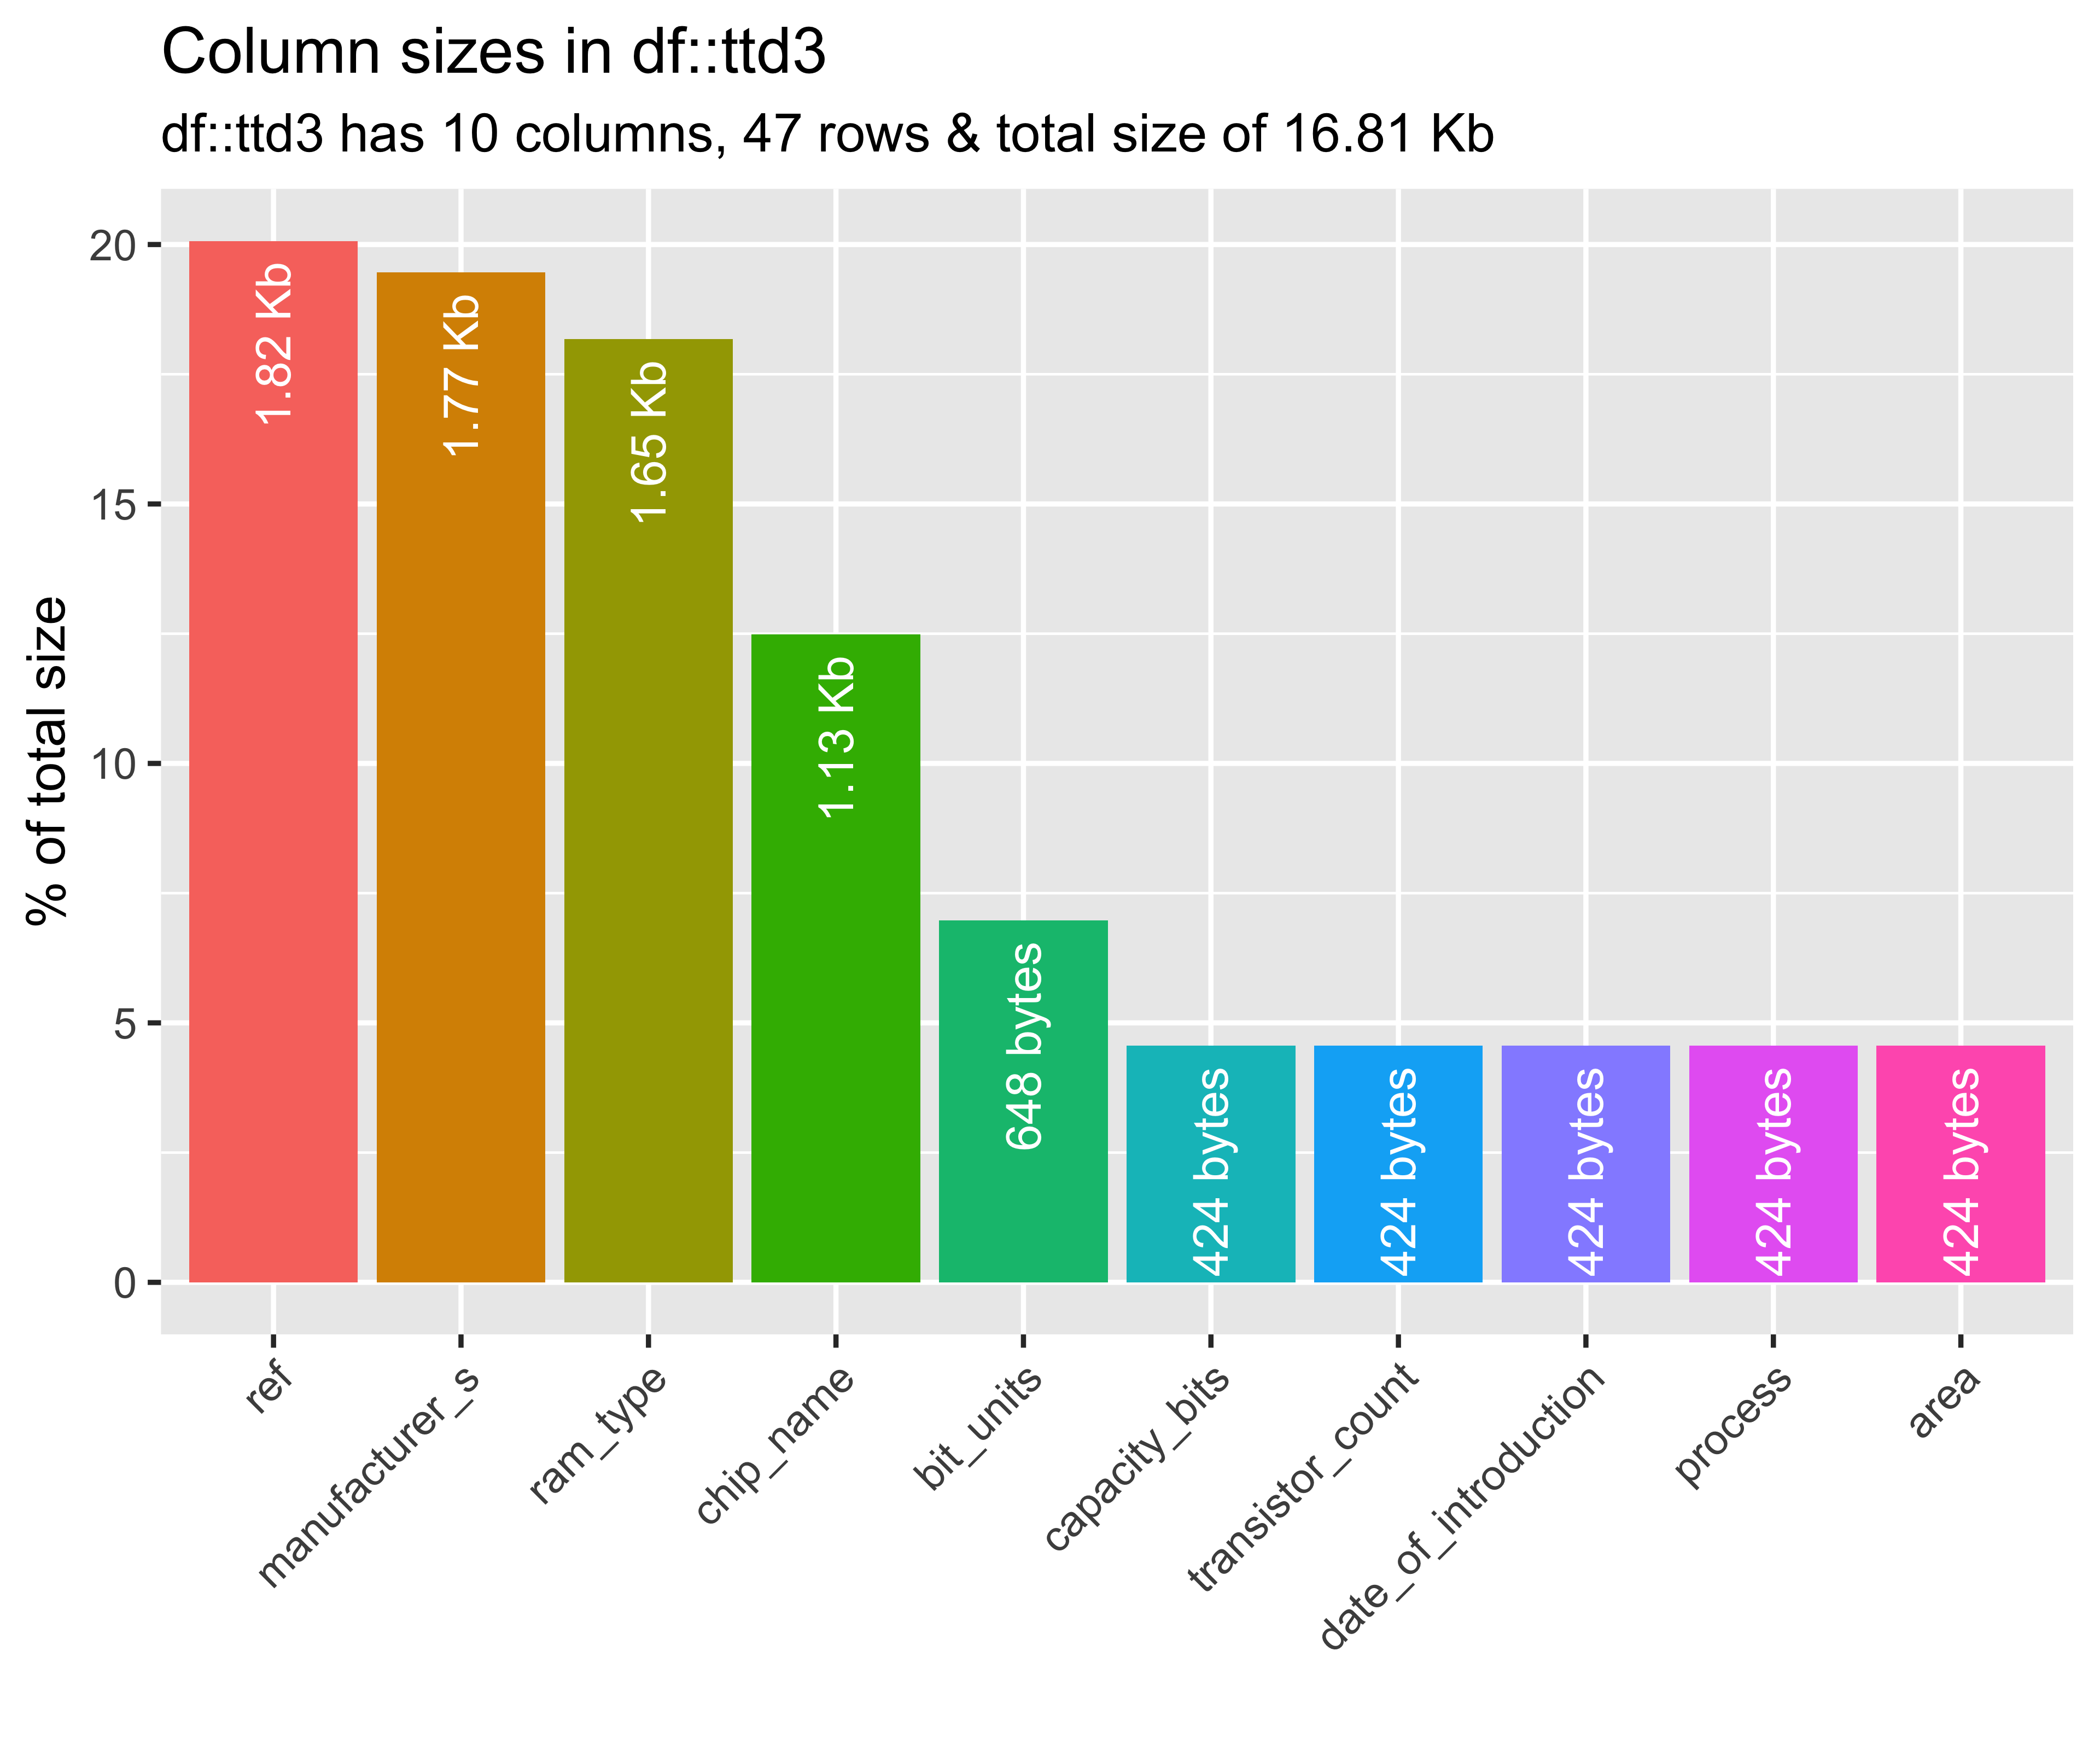 Column sizes in df::ttd3
df::ttd3 has 10 columns, 47 rows & total size of 16.81 Kb
% of total size
20
15
10
5
0
1.82 Kb
1.77 Kb
1.65 Kb
1.13 Kb
648 bytes
424 bytes
424 bytes
424 bytes
424 bytes
424 bytes
ref
manufacturer_s
ram_type
chip_name
bit_units
capacity_bits
transistor_count
date_of_introduction
process
area